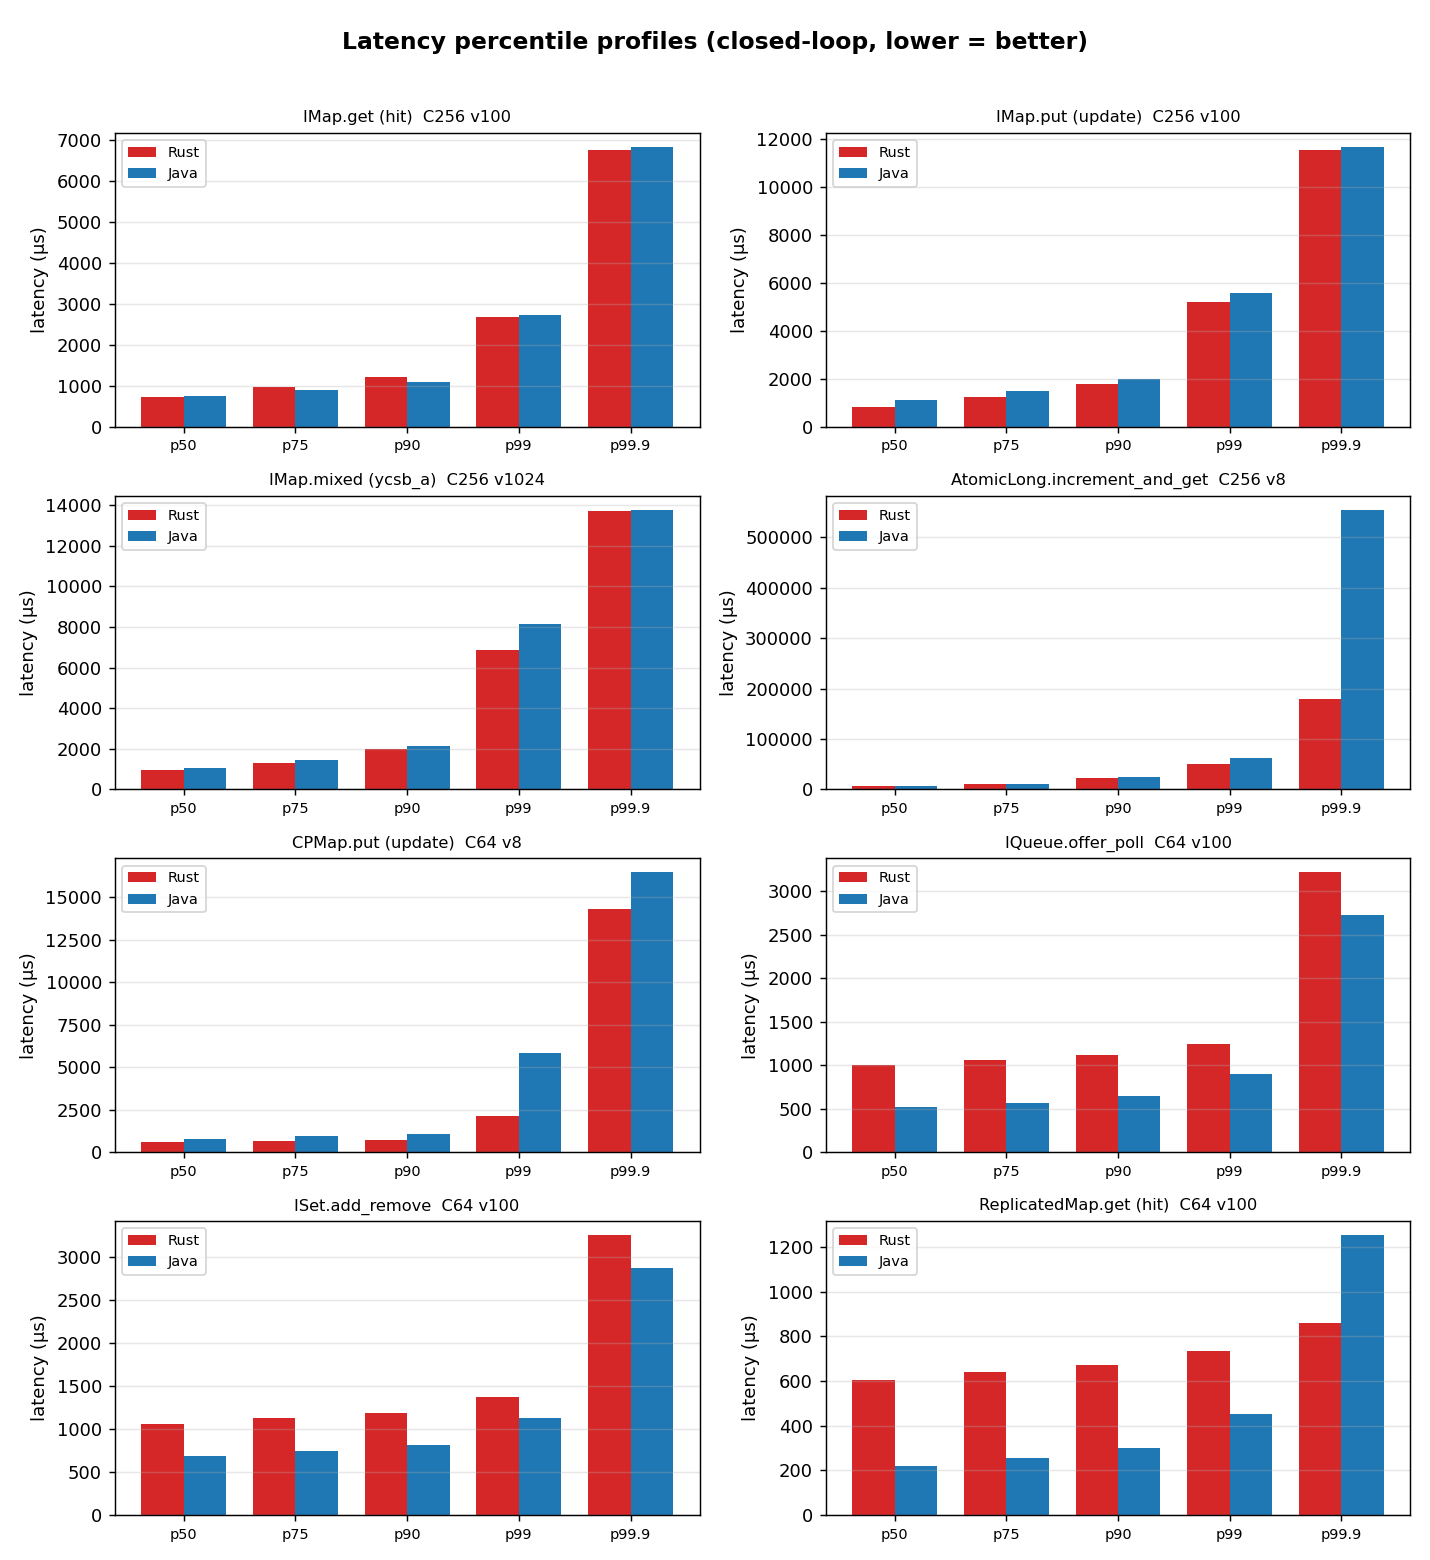 Latency percentile profiles (closed-loop, lower = better)
IMap.get (hit)  C256 v100
7000
6000
5000
4000
3000
2000
1000
0
latency (µs)
Rust
Java
p50 p75 p90 p99 p99.9
IMap.put (update)  C256 v100
12000
10000
8000
6000
4000
2000
0
latency (µs)
Rust
Java
p50 p75 p90 p99 p99.9
IMap.mixed (ycsb_a)  C256 v1024
14000
12000
10000
8000
6000
4000
2000
0
latency (µs)
Rust
Java
p50 p75 p90 p99 p99.9
AtomicLong.increment_and_get  C256 v8
500000
400000
300000
200000
100000
0
latency (µs)
Rust
Java
p50 p75 p90 p99 p99.9
CPMap.put (update)  C64 v8
15000
12500
10000
7500
5000
2500
0
latency (µs)
Rust
Java
p50 p75 p90 p99 p99.9
IQueue.offer_poll  C64 v100
3000
2500
2000
1500
1000
500
0
latency (µs)
Rust
Java
p50 p75 p90 p99 p99.9
ISet.add_remove  C64 v100
3000
2500
2000
1500
1000
500
0
latency (µs)
Rust
Java
p50 p75 p90 p99 p99.9
ReplicatedMap.get (hit)  C64 v100
1200
1000
800
600
400
200
0
latency (µs)
Rust
Java
p50 p75 p90 p99 p99.9